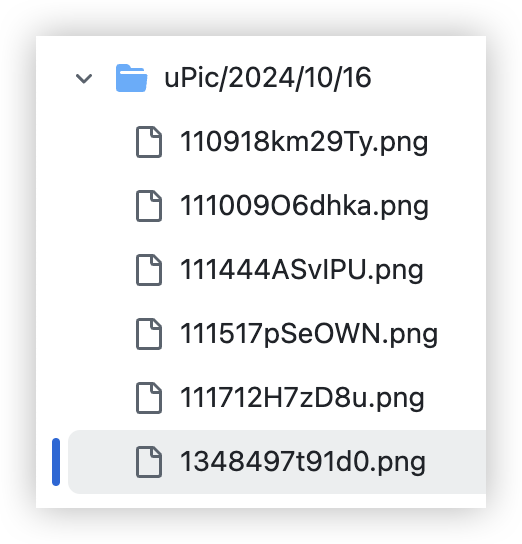 uPic/2024/10/16
110918km29Ty.png
111009O6dhka.png
111444ASvIPU.png
111517pSeOWN.png
111712H7zD8u.png
1348497t91d0.png